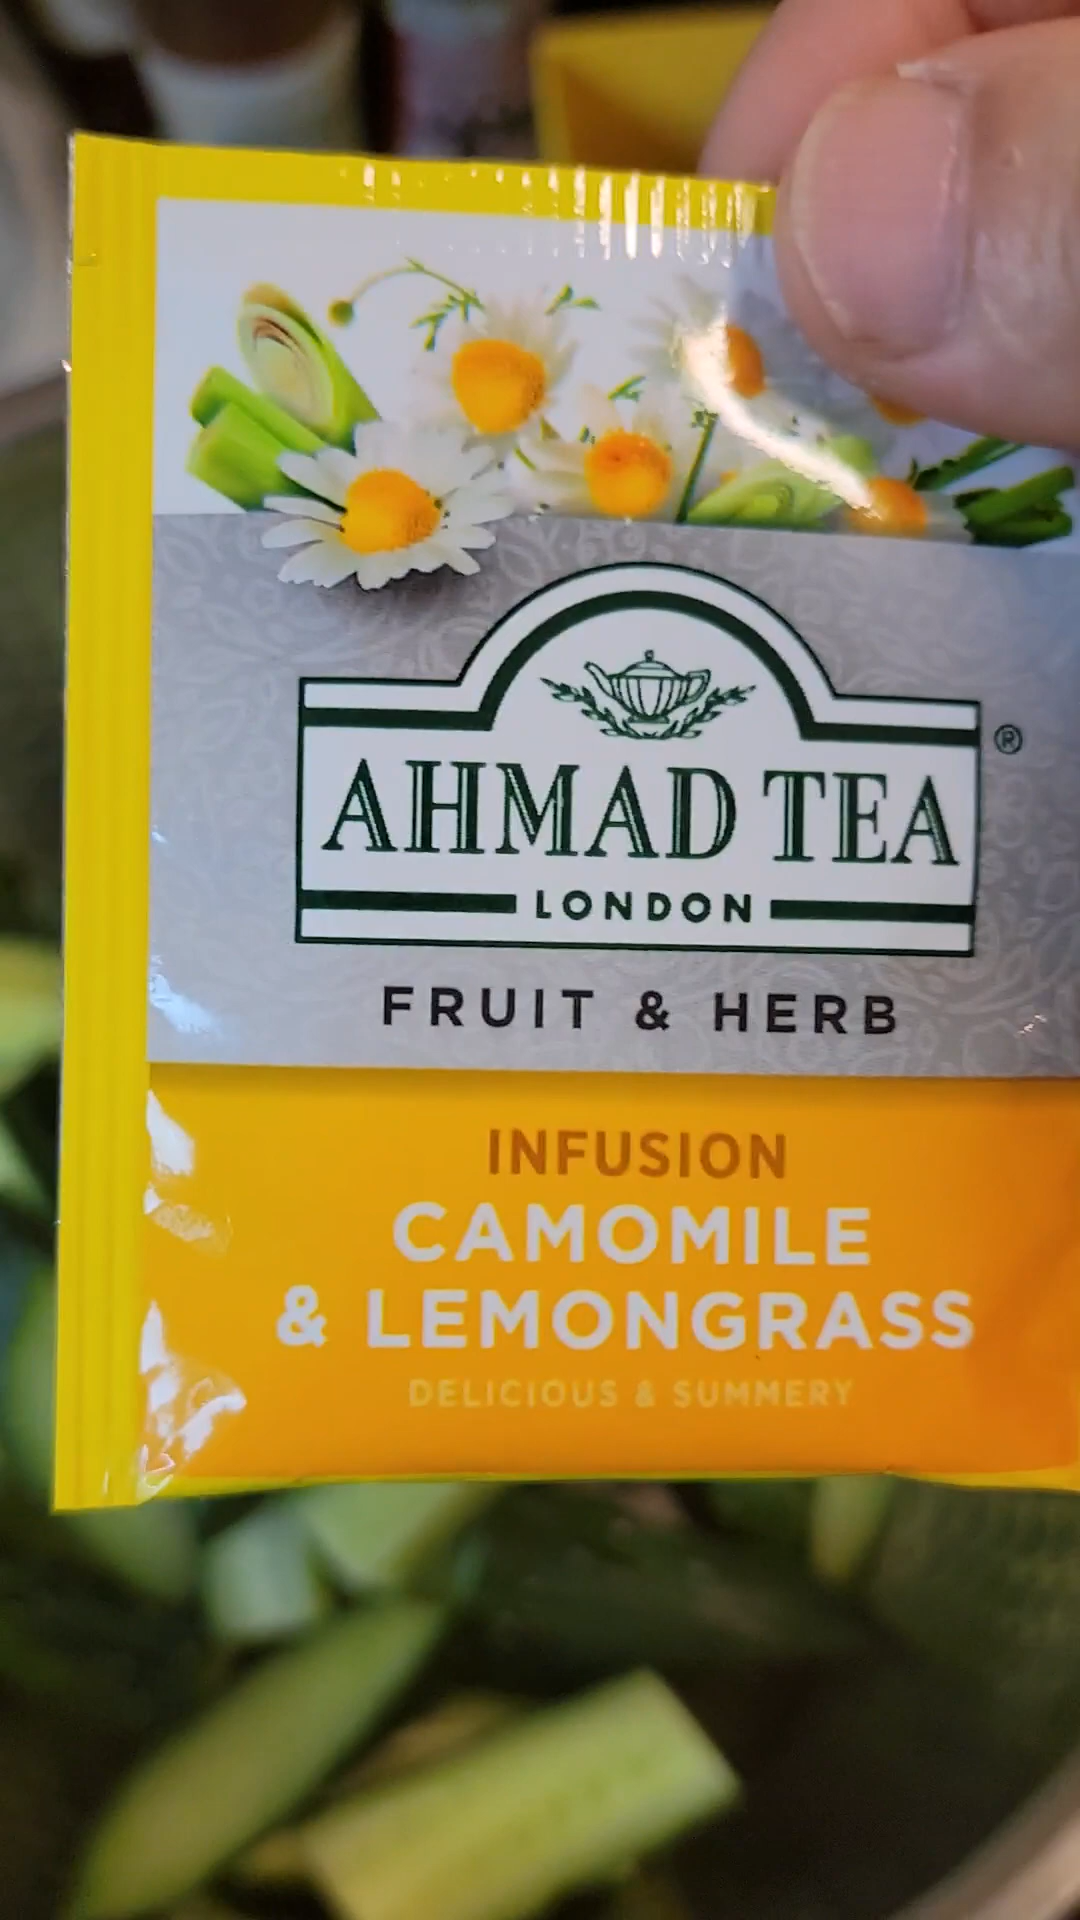 AHMAD TEA
®
LONDON
FRUIT & HERB
INFUSION
CAMOMILE
& LEMONGRASS
DELICIOUS & SUMMERY